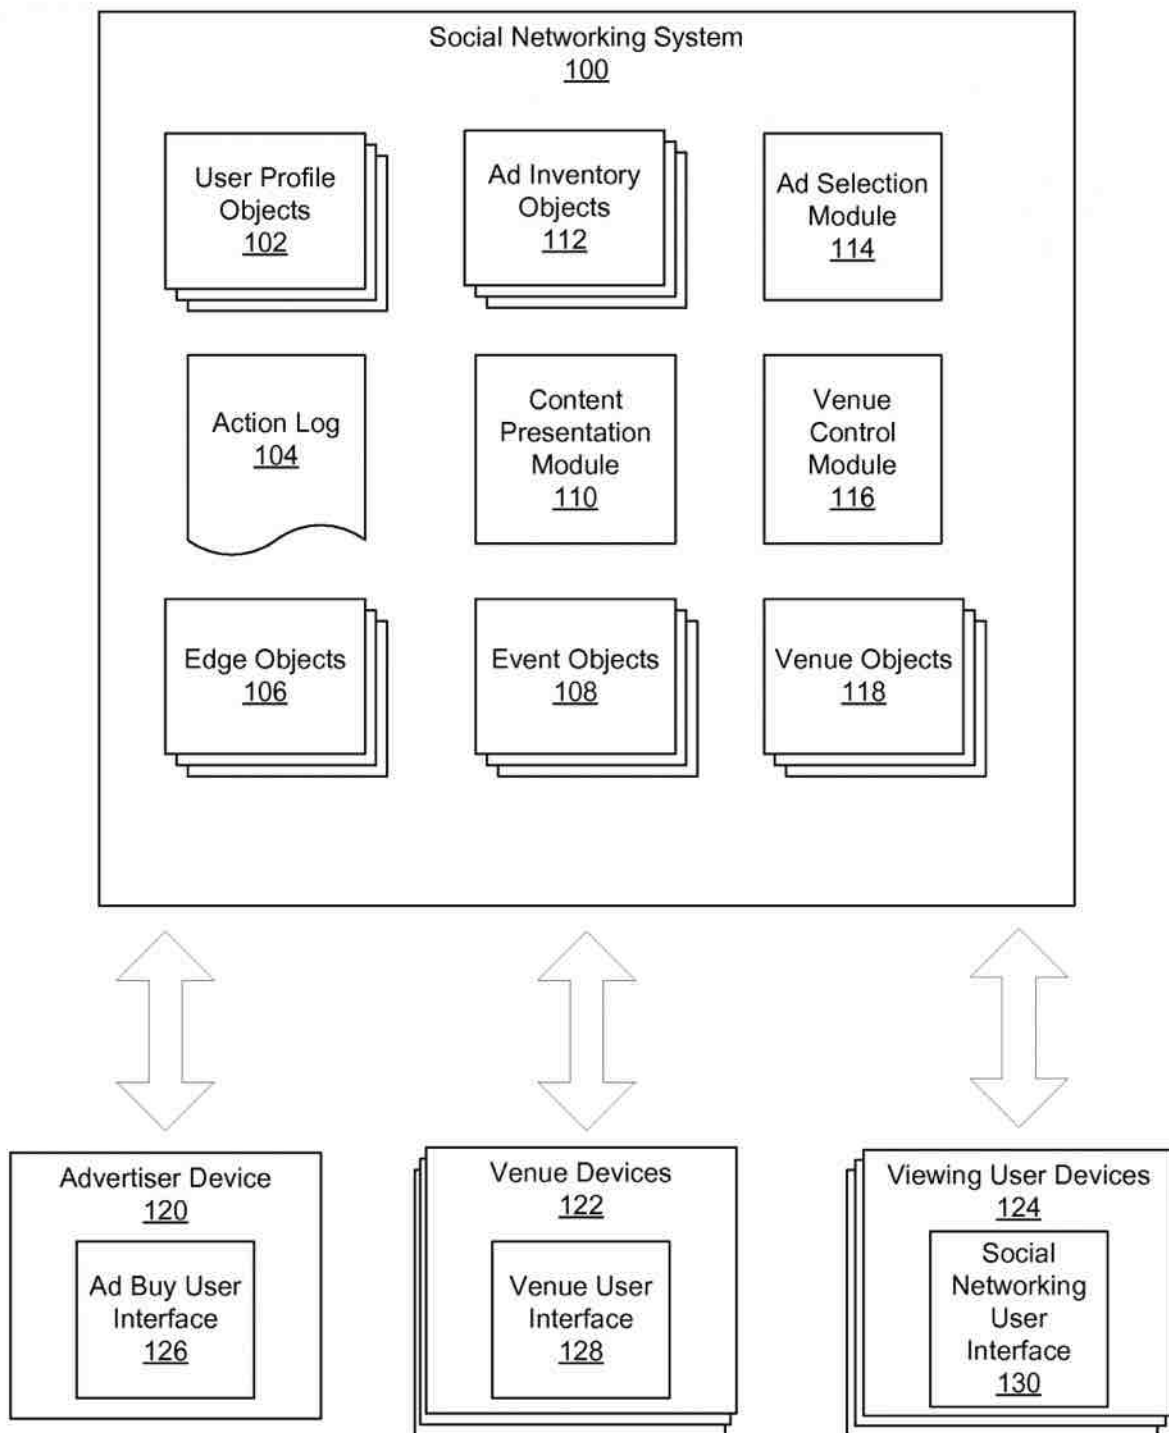 Social Networking System
100
User Profile
Objects
102
Ad Inventory
Objects
112
Ad Selection
Module
114
Action Log
104
Content
Presentation
Module
110
Venue
Control
Module
116
Edge Objects
106
Event Objects
108
Venue Objects
118
Advertiser Device
120
Ad Buy User
Interface
126
Venue Devices
122
Venue User
Interface
128
Viewing User Devices
124
Social
Networking
User
Interface
130